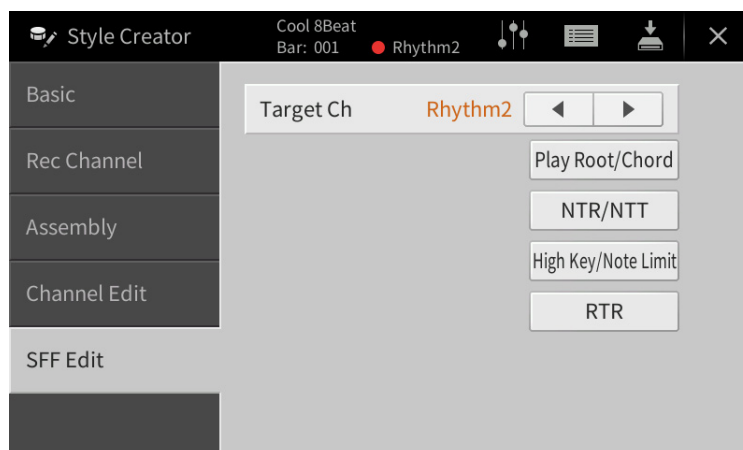 Style Creator
Cool 8Beat
Bar: 001
Rhythm2
Basic
Rec Channel
Assembly
Channel Edit
SFF Edit
Target Ch
Rhythm2
Play Root/Chord
NTR/NTT
High Key/Note Limit
RTR